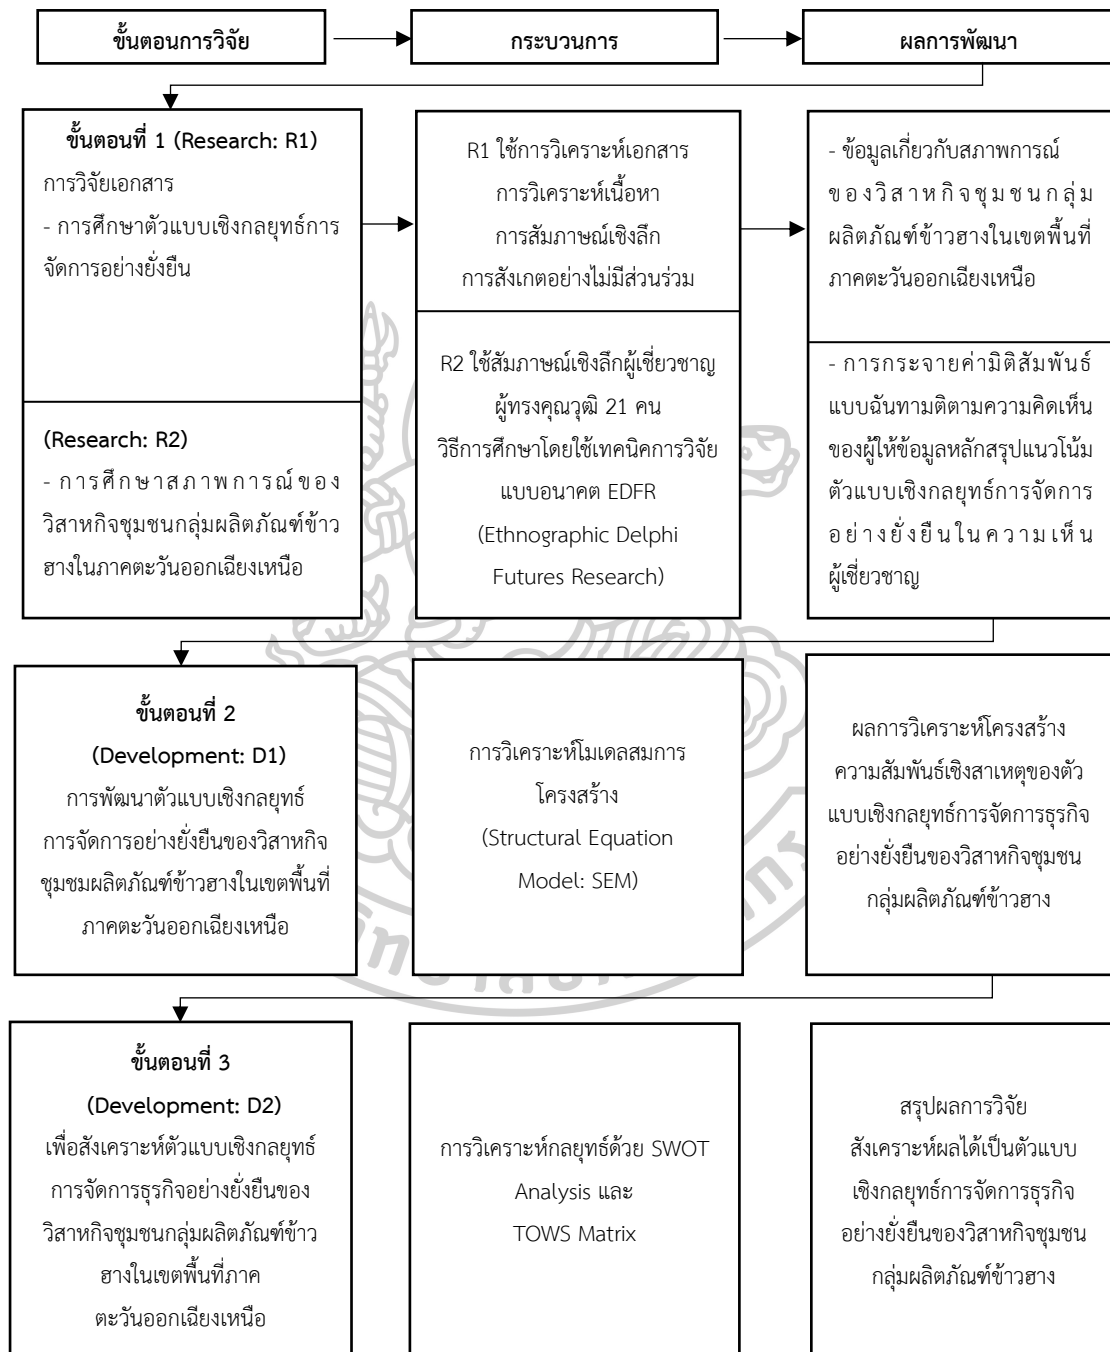 ขั้นตอนการวิจัย
กระบวนการ
ผลการพัฒนา
ขั้นตอนที่ 1 (Research: R1)
การวิจัยเอกสาร
- การศึกษาตัวแบบเชิงกลยุทธ์การ
จัดการอย่างยั่งยืน
R1 ใช้การวิเคราะห์เอกสาร
การวิเคราะห์เนื้อหา
การสัมภาษณ์เชิงลึก
การสังเกตอย่างไม่มีส่วนร่วม
- ข้อมูลเกี่ยวกับสภาพการณ์
ของวิสาหกิจชุมชนกลุ่ม
ผลิตภัณฑ์ข้าวฮางในเขตพื้นที่
ภาคตะวันออกเฉียงเหนือ
(Research: R2)
- การศึกษาสภาพการณ์ของ
วิสาหกิจชุมชนกลุ่มผลิตภัณฑ์ข้าว
ฮางในภาคตะวันออกเฉียงเหนือ
R2 ใช้สัมภาษณ์เชิงลึกผู้เชี่ยวชาญ
ผู้ทรงคุณวุฒิ 21 คน
วิธีการศึกษาโดยใช้เทคนิคการวิจัย
แบบอนาคต EDFR
(Ethnographic Delphi
Futures Research)
- การกระจายค่ามิติสัมพันธ์
แบบฉันทามติตามความคิดเห็น
ของผู้ให้ข้อมูลหลักสรุปแนวโน้ม
ตัวแบบเชิงกลยุทธ์การจัดการ
อย่างยั่งยืนในความเห็น
ผู้เชี่ยวชาญ
ขั้นตอนที่ 2
(Development: D1)
การพัฒนาตัวแบบเชิงกลยุทธ์
การจัดการอย่างยั่งยืนของวิสาหกิจ
ชุมชมผลิตภัณฑ์ข้าวฮางในเขตพื้นที่
ภาคตะวันออกเฉียงเหนือ
การวิเคราะห์โมเดลสมการ
โครงสร้าง
(Structural Equation
Model: SEM)
ผลการวิเคราะห์โครงสร้าง
ความสัมพันธ์เชิงสาเหตุของตัว
แบบเชิงกลยุทธ์การจัดการธุรกิจ
อย่างยั่งยืนของวิสาหกิจชุมชน
กลุ่มผลิตภัณฑ์ข้าวฮาง
ขั้นตอนที่ 3
(Development: D2)
เพื่อสังเคราะห์ตัวแบบเชิงกลยุทธ์
การจัดการธุรกิจอย่างยั่งยืนของ
วิสาหกิจชุมชนกลุ่มผลิตภัณฑ์ข้าว
ฮางในเขตพื้นที่ภาค
ตะวันออกเฉียงเหนือ
การวิเคราะห์กลยุทธ์ด้วย SWOT
Analysis และ
TOWS Matrix
สรุปผลการวิจัย
สังเคราะห์ผลได้เป็นตัวแบบ
เชิงกลยุทธ์การจัดการธุรกิจ
อย่างยั่งยืนของวิสาหกิจชุมชน
กลุ่มผลิตภัณฑ์ข้าวฮาง